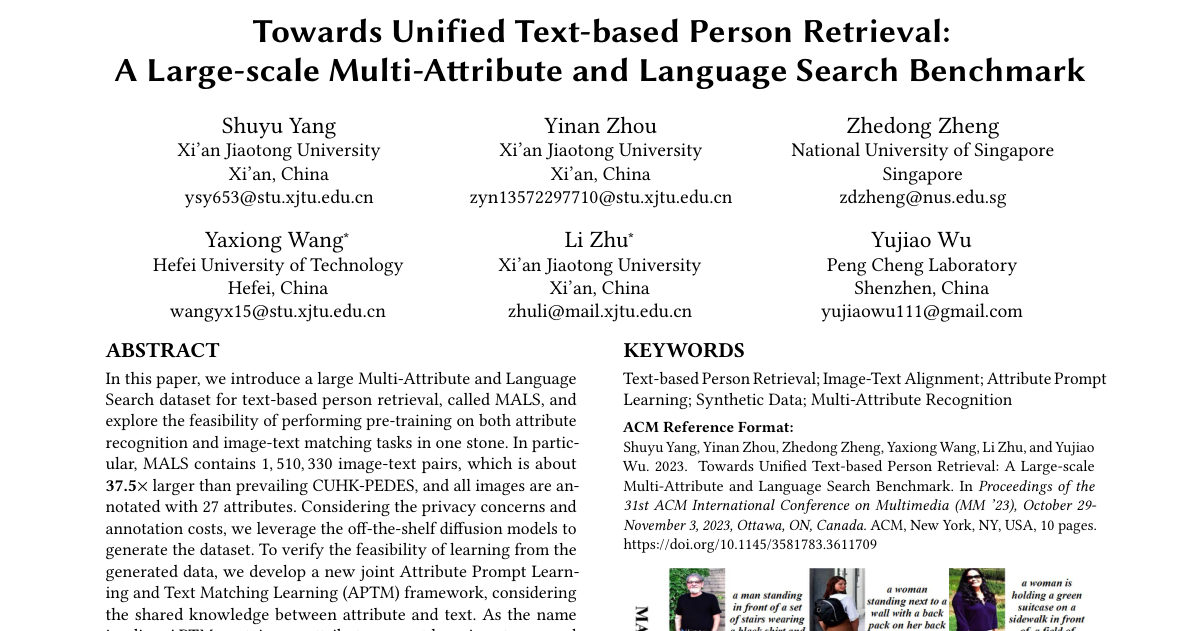 Towards Unified Text-based Person Retrieval:
A Large-scale Multi-Attribute and Language Search Benchmark
Shuyu Yang
Xi'an Jiaotong University
Xi'an, China
ysy653@stu.xjtu.edu.cn
Yinan Zhou
Xi'an Jiaotong University
Xi'an, China
zyn13572297710@stu.xjtu.edu.cn
Zhedong Zheng
National University of Singapore
Singapore
zdzheng@nus.edu.sg
Yaxiong Wang*
Hefei University of Technology
Hefei, China
wangyx15@stu.xjtu.edu.cn
Li Zhu*
Xi'an Jiaotong University
Xi'an, China
zhuli@mail.xjtu.edu.cn
Yujiao Wu
Peng Cheng Laboratory
Shenzhen, China
yujiaowu111@gmail.com
ABSTRACT
In this paper, we introduce a large Multi-Attribute and Language
Search dataset for text-based person retrieval, called MALS, and
explore the feasibility of performing pre-training on both attribute
recognition and image-text matching tasks in one stone. In partic-
ular, MALS contains 1, 510, 330 image-text pairs, which is about
37.5× larger than prevailing CUHK-PEDES, and all images are an-
notated with 27 attributes. Considering the privacy concerns and
annotation costs, we leverage the off-the-shelf diffusion models to
generate the dataset. To verify the feasibility of learning from the
generated data, we develop a new joint Attribute Prompt Learn-
ing and Text Matching Learning (APTM) framework, considering
the shared knowledge between attribute and text. As the name
KEYWORDS
Text-based Person Retrieval; Image-Text Alignment; Attribute Prompt
Learning; Synthetic Data; Multi-Attribute Recognition
ACM Reference Format:
Shuyu Yang, Yinan Zhou, Zhedong Zheng, Yaxiong Wang, Li Zhu, and Yujiao
Wu. 2023. Towards Unified Text-based Person Retrieval: A Large-scale
Multi-Attribute and Language Search Benchmark. In Proceedings of the
31st ACM International Conference on Multimedia (MM '23), October 29-
November 3, 2023, Ottawa, ON, Canada. ACM, New York, NY, USA, 10 pages.
https://doi.org/10.1145/3581783.3611709
a man standing
in front of a set
of stairs wearing
a black shirt and
a woman
standing next to a
wall with a back
pack on her back
a woman is
holding a green
suitcase on a
sidewalk in front